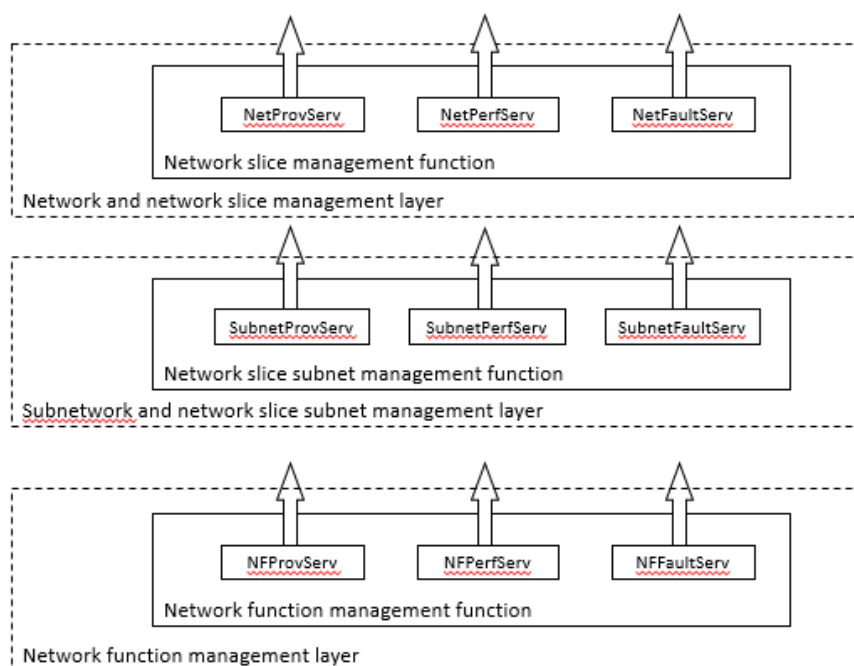 NetProvServ NetPerfServ NetFaultServ
Network slice management function
Network and network slice management layer
SubnetProvServ SubnetPerfServ SubnetFaultServ
Network slice subnet management function
Subnetwork and network slice subnet management layer
NFProvServ NFPerfServ NFFaultServ
Network function management function
Network function management layer